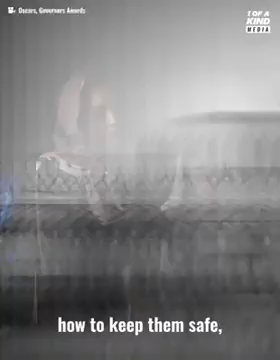 Oscars, Governors Awards
1 OF A
KIND
MEDIA
how to keep them safe,